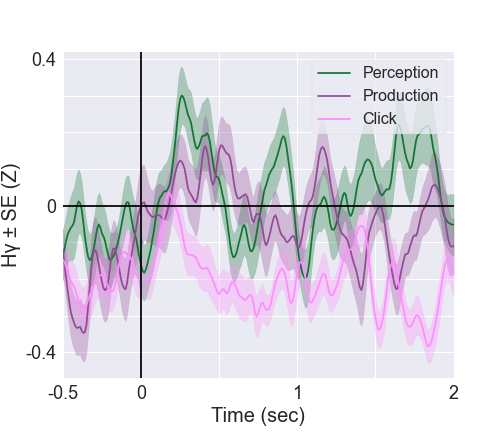 Perception
Production
Click
0.4
0
-0.4
Hγ ± SE (Z)
-0.5
0
1
2
Time (sec)